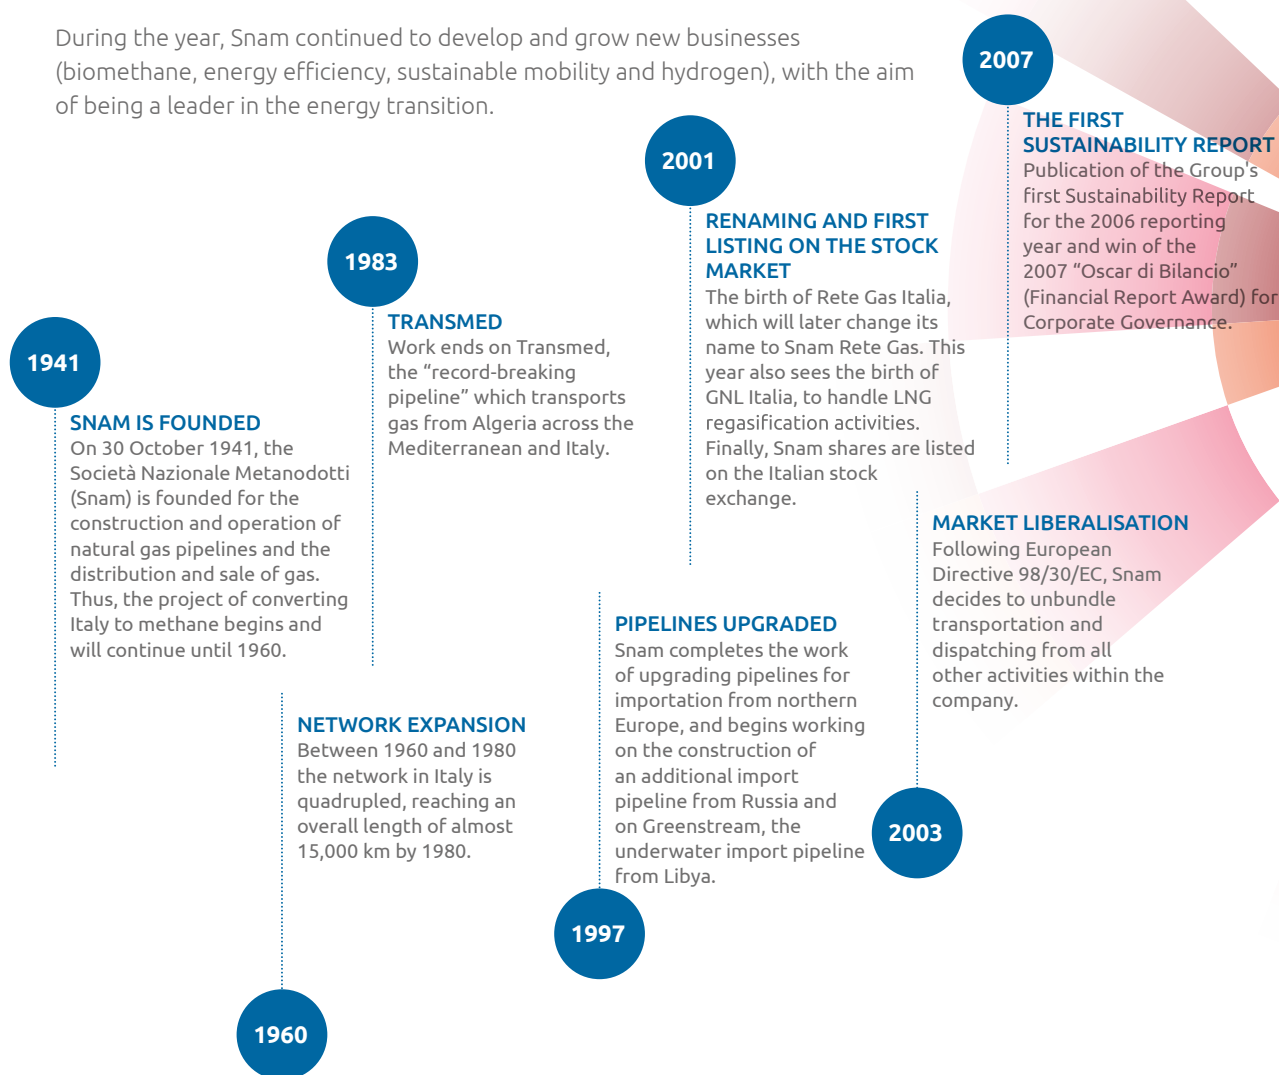 During the year, Snam continued to develop and grow new businesses
(biomethane, energy efficiency, sustainable mobility and hydrogen), with the aim
of being a leader in the energy transition.
1941
SNAM IS FOUNDED
On 30 October 1941, the
Società Nazionale Metanodotti
(Snam) is founded for the
construction and operation of
natural gas pipelines and the
distribution and sale of gas.
Thus, the project of converting
Italy to methane begins and
will continue until 1960.
NETWORK EXPANSION
Between 1960 and 1980
the network in Italy is
quadrupled, reaching an
overall length of almost
15,000 km by 1980.
1960
1983
TRANSMED
Work ends on Transmed,
the “record-breaking
pipeline” which transports
gas from Algeria across the
Mediterranean and Italy.
PIPELINES UPGRADED
Snam completes the work
of upgrading pipelines for
importation from northern
Europe, and begins working
on the construction of
an additional import
pipeline from Russia and
on Greenstream, the
underwater import pipeline
from Libya.
1997
2001
RENAMING AND FIRST
LISTING ON THE STOCK
MARKET
The birth of Rete Gas Italia,
which will later change its
name to Snam Rete Gas. This
year also sees the birth of
GNL Italia, to handle LNG
regasification activities.
Finally, Snam shares are listed
on the Italian stock
exchange.
MARKET LIBERALISATION
Following European
Directive 98/30/EC, Snam
decides to unbundle
transportation and
dispatching from all
other activities within the
company.
2003
2007
THE FIRST
SUSTAINABILITY REPORT
Publication of the Group's
first Sustainability Report
for the 2006 reporting
year and win of the
2007 “Oscar di Bilancio”
(Financial Report Award) for
Corporate Governance.